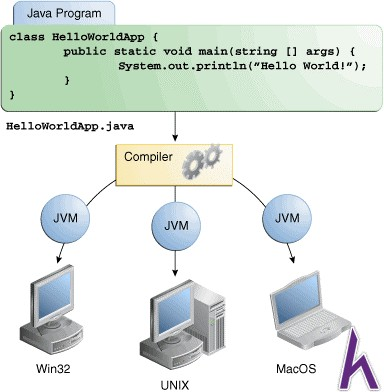 Java Program
class HelloWorldApp {
public static void main(string [] args) {
System.out.println(”Hello World!”);
}
}
HelloWorldApp.java
Compiler
JVM
JVM
JVM
Win32
UNIX
MacOS